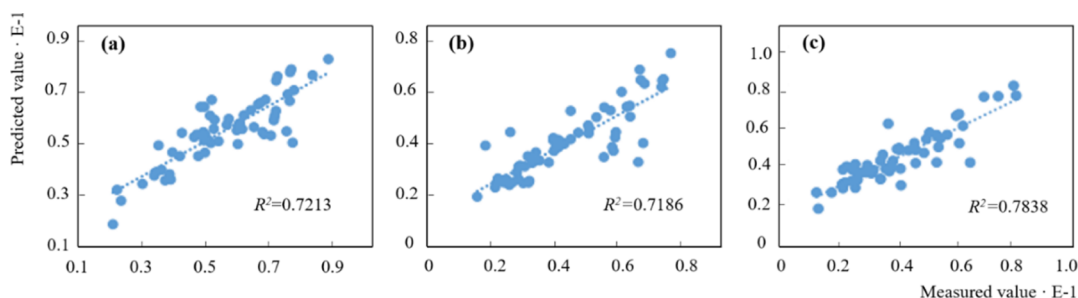 Predicted value · E-1
(a)
0.9
0.7
0.5
0.3
0.1
R²=0.7213
0.1 0.3 0.5 0.7 0.9
(b)
0.8
0.6
0.4
0.2
0
R²=0.7186
0 0.2 0.4 0.6 0.8
(c)
1.0
0.8
0.6
0.4
0.2
0
R²=0.7838
0 0.2 0.4 0.6 0.8 1.0
Measured value · E-1